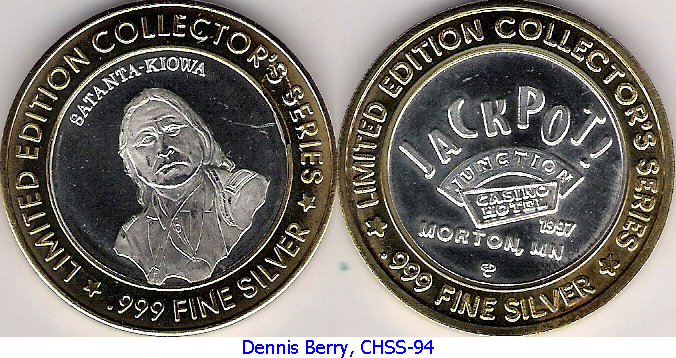 LIMITED EDITION COLLECTOR'S SERIES
SATANTA-KIOWA
.999 FINE SILVER
LIMITED EDITION COLLECTOR'S SERIES
JACKPOT!
JUNCTION
CASINO
HOTEL
1997
MORTON, MN
.999 FINE SILVER
Dennis Berry, CHSS-94